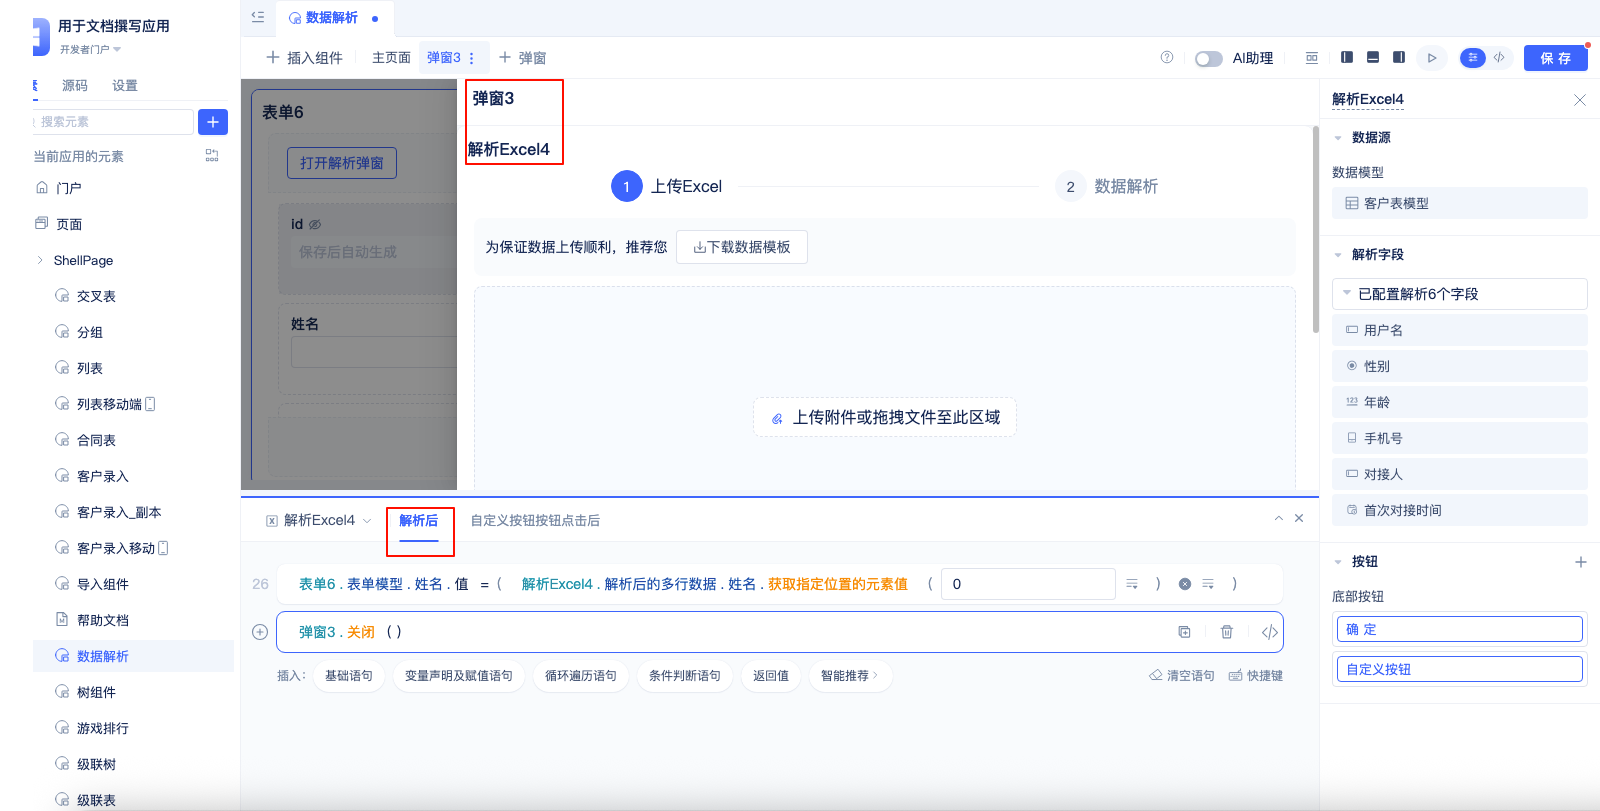 用于文档撰写应用
开发者门户
源码
设置
搜索元素
当前应用的元素
门户
页面
ShellPage
交叉表
分组
列表
列表移动端
合同表
客户录入
客户录入_副本
客户录入移动
导入组件
帮助文档
数据解析
树组件
游戏排行
级联树
级联表
数据解析
插入组件
主页面
弹窗3
弹窗
AI助理
保 存
表单6
打开解析弹窗
id
保存后自动生成
姓名
弹窗3
解析Excel4
1 上传Excel
2 数据解析
为保证数据上传顺利，推荐您
下载数据模板
上传附件或拖拽文件至此区域
解析Excel4
解析后
自定义按钮按钮点击后
26 表单6 . 表单模型 . 姓名 . 值 = ( 解析Excel4 . 解析后的多行数据 . 姓名 . 获取指定位置的元素值 ( 0 ) )
弹窗3 . 关闭 ( )
插入：
基础语句
变量声明及赋值语句
循环遍历语句
条件判断语句
返回值
智能推荐
清空语句
快捷键
解析Excel4
数据源
数据模型
客户表模型
解析字段
已配置解析6个字段
用户名
性别
123 年龄
手机号
对接人
首次对接时间
按钮
底部按钮
确 定
自定义按钮